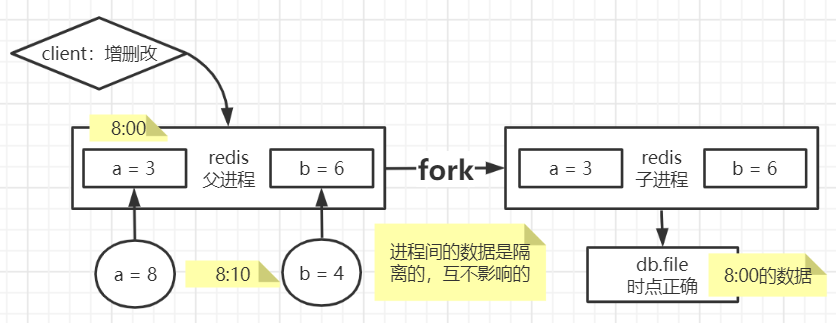 client：增删改
8:00
a = 3
redis
父进程
b = 6
fork
a = 3
redis
子进程
b = 6
a = 8
8:10
b = 4
进程间的数据是隔
离的，互不影响的
db.file
时点正确
8:00的数据